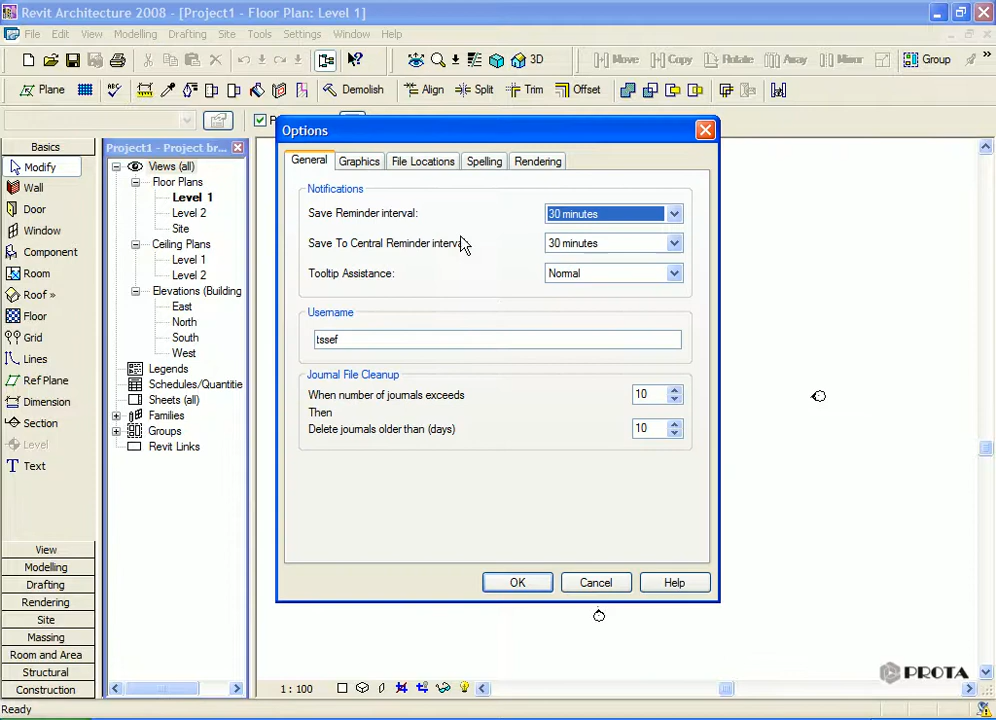 Revit Architecture 2008 - [Project1 - Floor Plan: Level 1]
File Edit View Modelling Drafting Site Tools Settings Window Help
3D Move Copy Rotate Array Mirror Group »
Plane Demolish Align Split Trim Offset
Basics
Modify
Wall
Door
Window
Component
Room
Roof »
Floor
Grid
Lines
Ref Plane
Dimension
Section
Level
Text
View
Modelling
Drafting
Rendering
Site
Massing
Room and Area
Structural
Construction
Project1 - Project br...
Views (all)
Floor Plans
Level 1
Level 2
Site
Ceiling Plans
Level 1
Level 2
Elevations (Building
East
North
South
West
Legends
Schedules/Quantitie
Sheets (all)
Families
Groups
Revit Links
Options
General Graphics File Locations Spelling Rendering
Notifications
Save Reminder interval: 30 minutes
Save To Central Reminder interva 30 minutes
Tooltip Assistance: Normal
Username
tssef
Journal File Cleanup
When number of journals exceeds 10
Then
Delete journals older than (days) 10
OK Cancel Help
1 : 100
PROTA
Ready